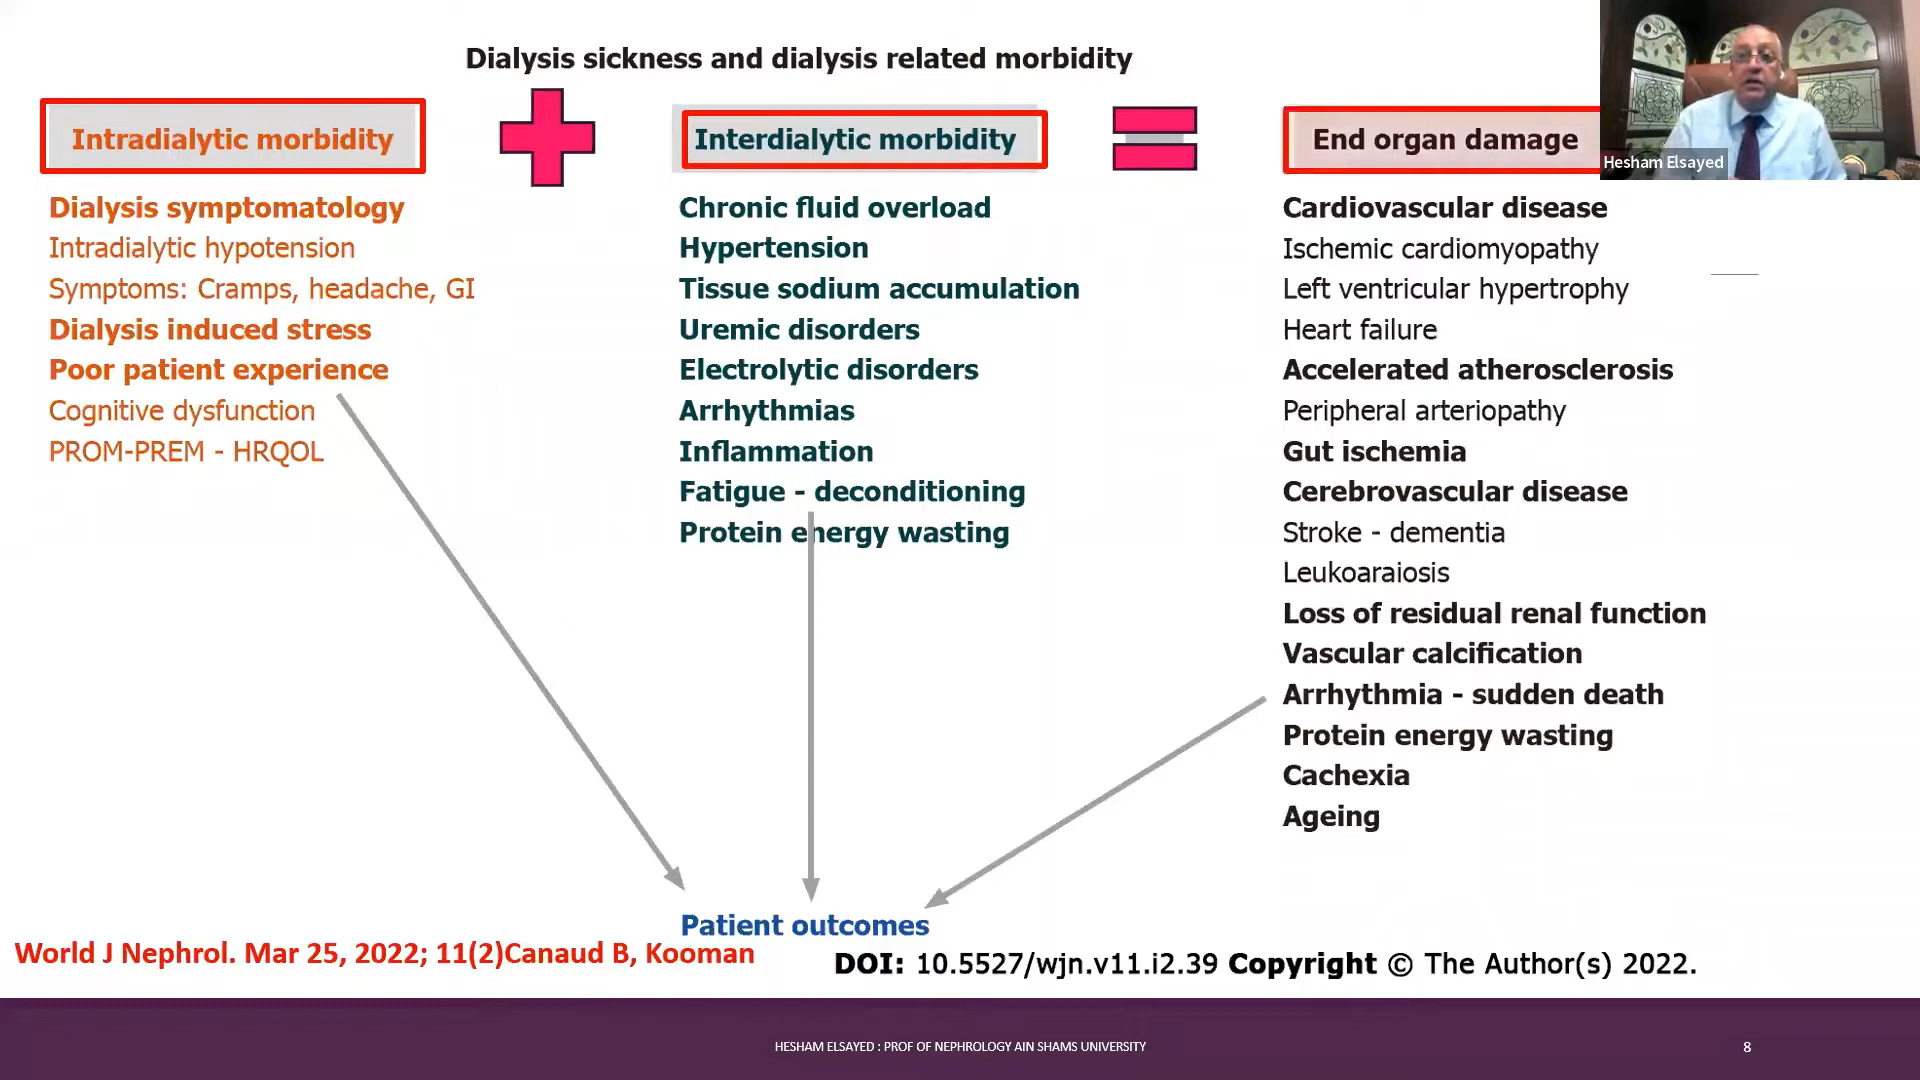 Dialysis sickness and dialysis related morbidity
Intradialytic morbidity
Dialysis symptomatology
Intradialytic hypotension
Symptoms: Cramps, headache, GI
Dialysis induced stress
Poor patient experience
Cognitive dysfunction
PROM-PREM - HRQOL
Interdialytic morbidity
Chronic fluid overload
Hypertension
Tissue sodium accumulation
Uremic disorders
Electrolytic disorders
Arrhythmias
Inflammation
Fatigue - deconditioning
Protein energy wasting
End organ damage
Cardiovascular disease
Ischemic cardiomyopathy
Left ventricular hypertrophy
Heart failure
Accelerated atherosclerosis
Peripheral arteriopathy
Gut ischemia
Cerebrovascular disease
Stroke - dementia
Leukoaraiosis
Loss of residual renal function
Vascular calcification
Arrhythmia - sudden death
Protein energy wasting
Cachexia
Ageing
Hesham Elsayed
Patient outcomes
World J Nephrol. Mar 25, 2022; 11(2)Canaud B, Kooman
DOI: 10.5527/wjn.v11.i2.39 Copyright © The Author(s) 2022.
HESHAM ELSAYED : PROF OF NEPHROLOGY AIN SHAMS UNIVERSITY
8